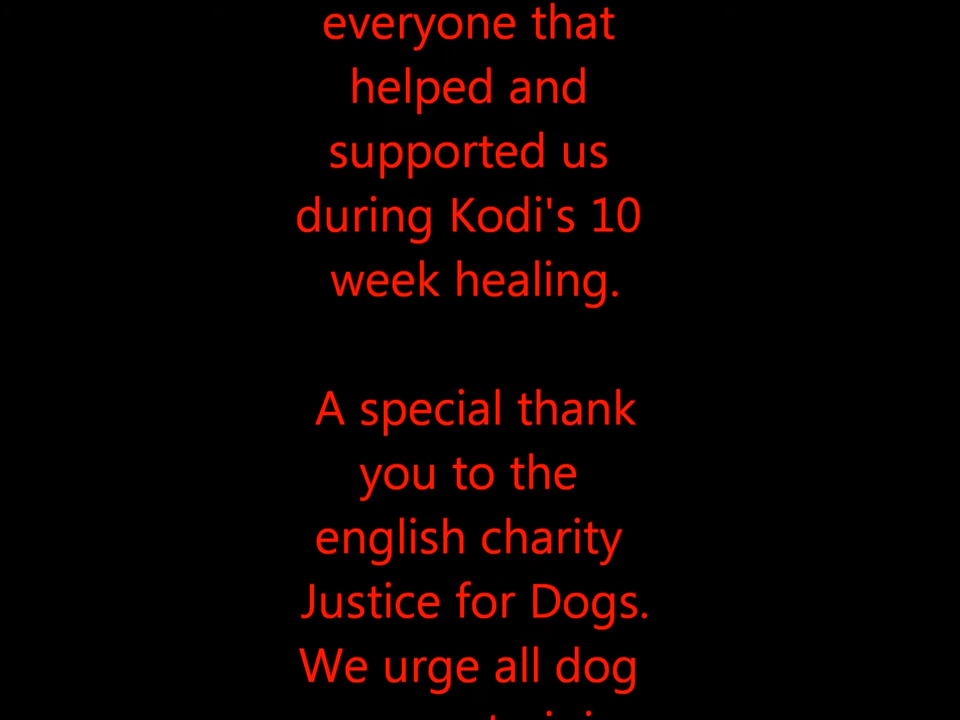 everyone that
helped and
supported us
during Kodi's 10
week healing.
A special thank
you to the
english charity
Justice for Dogs.
We urge all dog